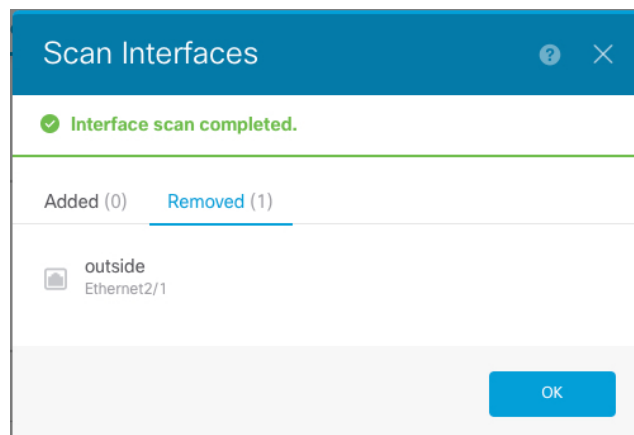 Scan Interfaces
Interface scan completed.
Added (0) Removed (1)
outside
Ethernet2/1
OK